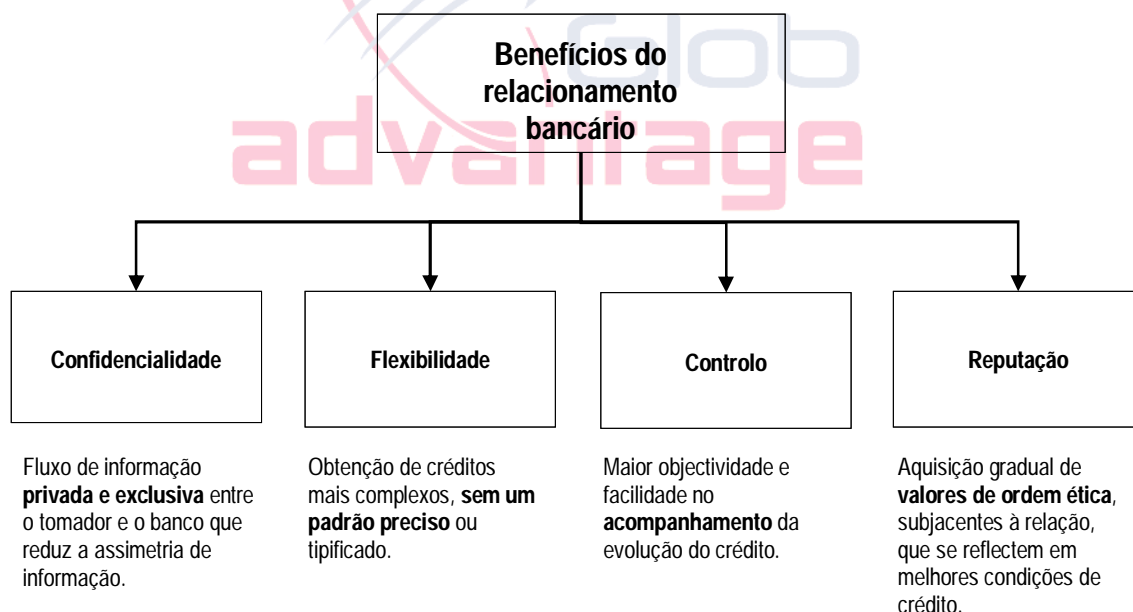 Glob
advantage
Benefícios do
relacionamento
bancário
Confidencialidade
Flexibilidade
Controlo
Reputação
Fluxo de informação
privada e exclusiva entre
o tomador e o banco que
reduz a assimetria de
informação.
Obtenção de créditos
mais complexos, sem um
padrão preciso ou
tipificado.
Maior objectividade e
facilidade no
acompanhamento da
evolução do crédito.
Aquisição gradual de
valores de ordem ética,
subjacentes à relação,
que se reflectem em
melhores condições de
crédito.